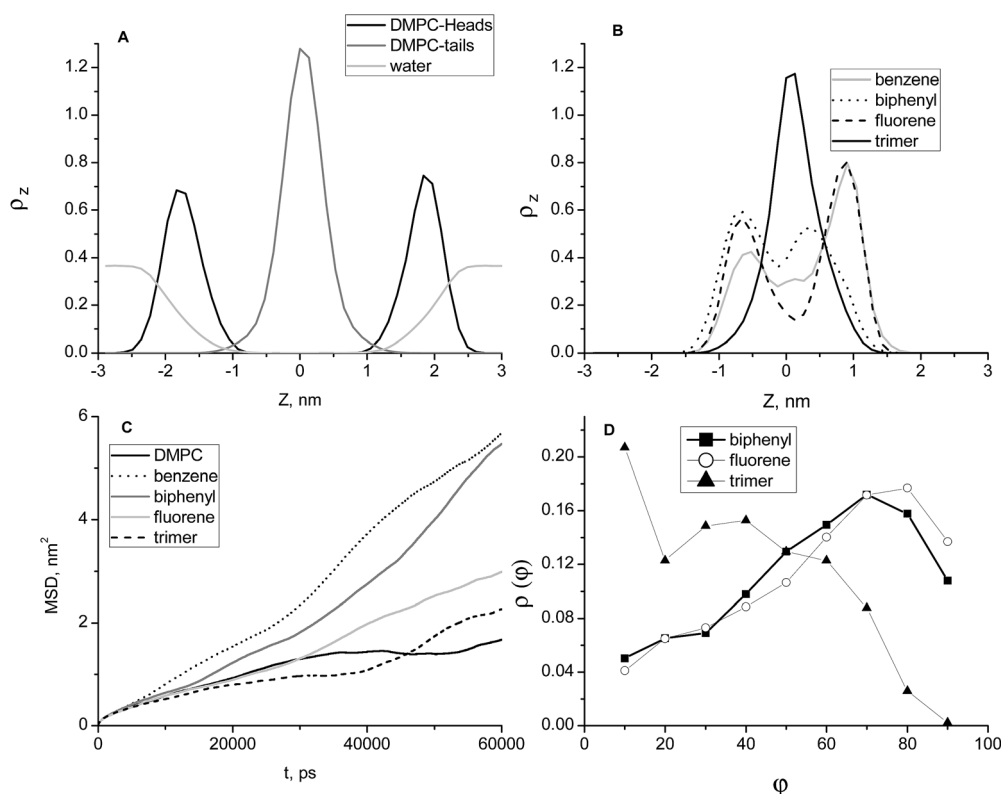 A
DMPC-Heads
DMPC-tails
water
1.2
1.0
0.8
0.6
0.4
0.2
0.0
ρz
-3 -2 -1 0 1 2 3
Z, nm
B
benzene
biphenyl
fluorene
trimer
1.2
1.0
0.8
0.6
0.4
0.2
0.0
ρz
-3 -2 -1 0 1 2 3
Z, nm
C
DMPC
benzene
biphenyl
fluorene
trimer
6
4
2
0
MSD, nm²
0 20000 40000 60000
t, ps
D
biphenyl
fluorene
trimer
0.20
0.16
0.12
0.08
0.04
0.00
ρ (φ)
0 20 40 60 80 100
φ